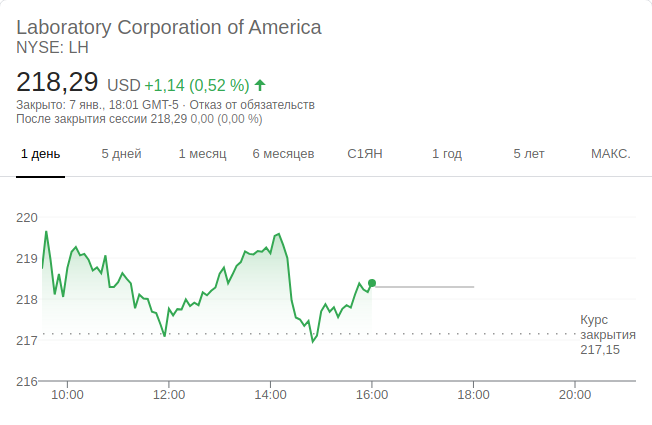 Laboratory Corporation of America
NYSE: LH
218,29 USD +1,14 (0,52 %)
Закрыто: 7 янв., 18:01 GMT-5 · Отказ от обязательств
После закрытия сессии 218,29 0,00 (0,00 %)
1 день 5 дней 1 месяц 6 месяцев С1ЯН 1 год 5 лет МАКС.
220
219
218
217
216
Курс
закрытия
217,15
10:00 12:00 14:00 16:00 18:00 20:00